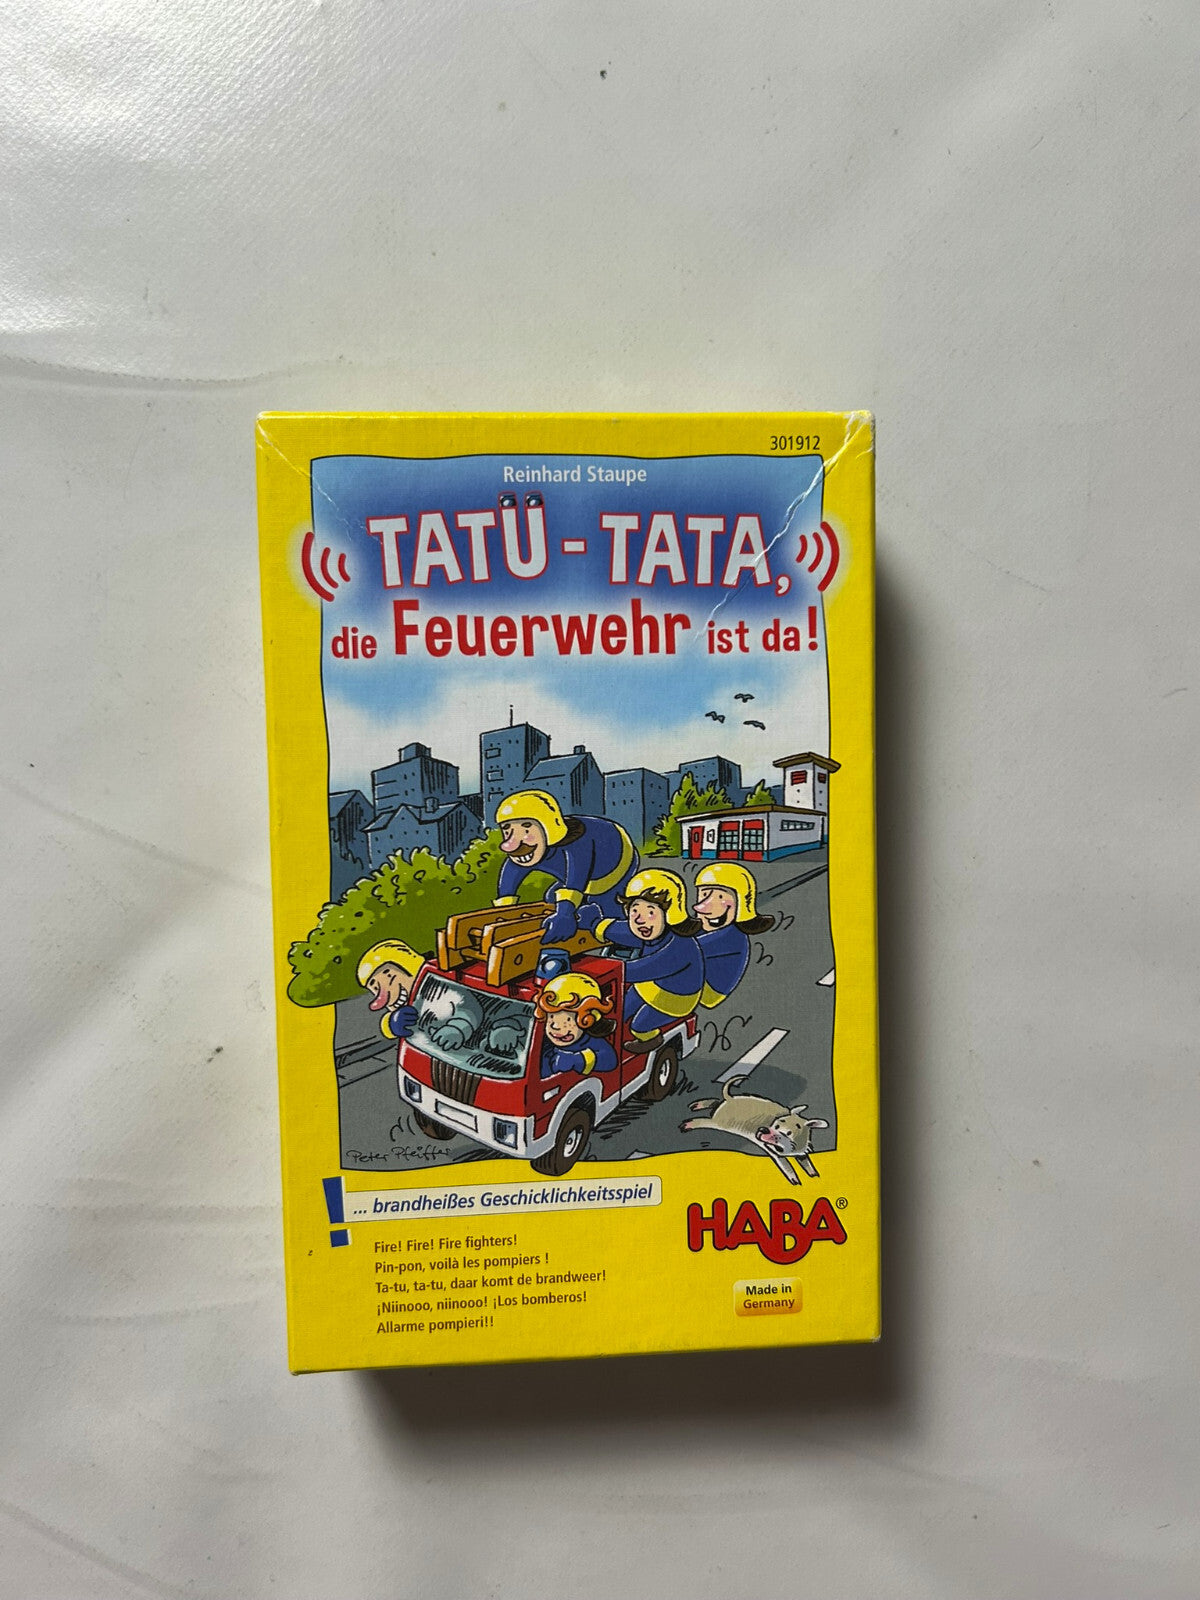 301912
Reinhard Staupe
TATÜ - TATA,
die Feuerwehr ist da!
Peter Pfeiffer
! ... brandheißes Geschicklichkeitsspiel
HABA®
Fire! Fire! Fire fighters!
Pin-pon, voilà les pompiers !
Ta-tu, ta-tu, daar komt de brandweer!
¡Niinooo, niinooo! ¡Los bomberos!
Allarme pompieri!!
Made in
Germany